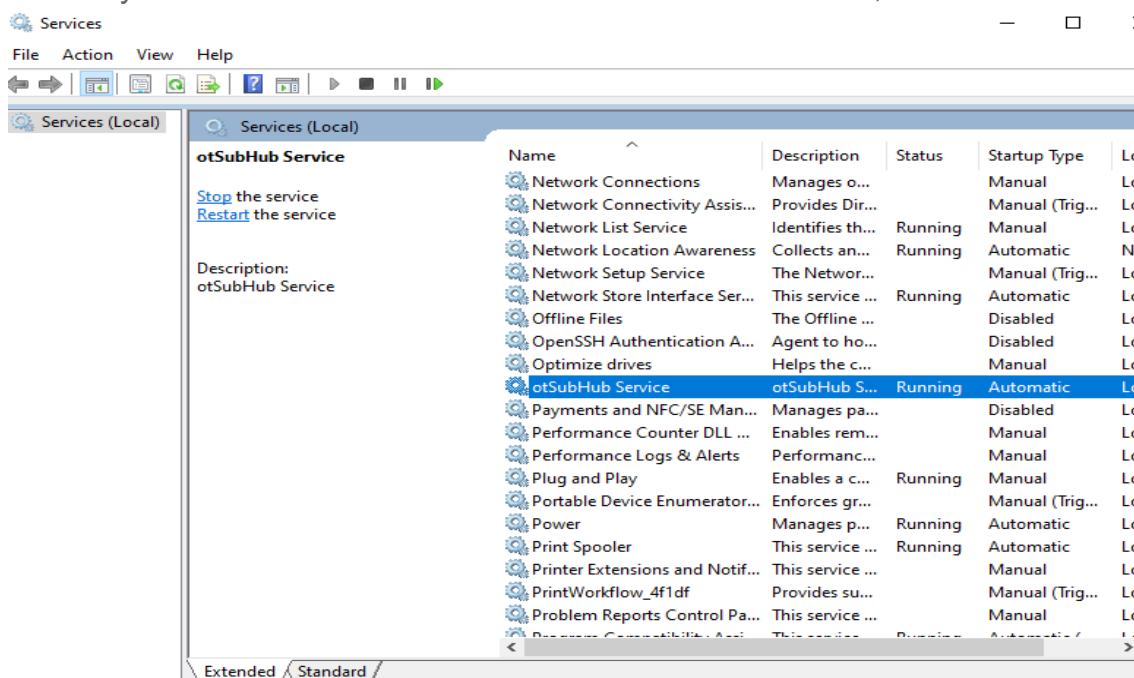 Services
File Action View Help
Services (Local)
Services (Local)
otSubHub Service
Stop the service
Restart the service
Description:
otSubHub Service
Name Description Status Startup Type
Network Connections Manages o... Manual
Network Connectivity Assis... Provides Dir... Manual (Trig...
Network List Service Identifies th... Running Manual
Network Location Awareness Collects an... Running Automatic
Network Setup Service The Networ... Manual (Trig...
Network Store Interface Ser... This service ... Running Automatic
Offline Files The Offline ... Disabled
OpenSSH Authentication A... Agent to ho... Disabled
Optimize drives Helps the c... Manual
otSubHub Service otSubHub S... Running Automatic
Payments and NFC/SE Man... Manages pa... Disabled
Performance Counter DLL ... Enables rem... Manual
Performance Logs & Alerts Performanc... Manual
Plug and Play Enables a c... Running Manual
Portable Device Enumerator... Enforces gr... Manual (Trig...
Power Manages p... Running Automatic
Print Spooler This service ... Running Automatic
Printer Extensions and Notif... This service ... Manual
PrintWorkflow_4f1df Provides su... Manual (Trig...
Problem Reports Control Pa... This service ... Manual
Extended Standard